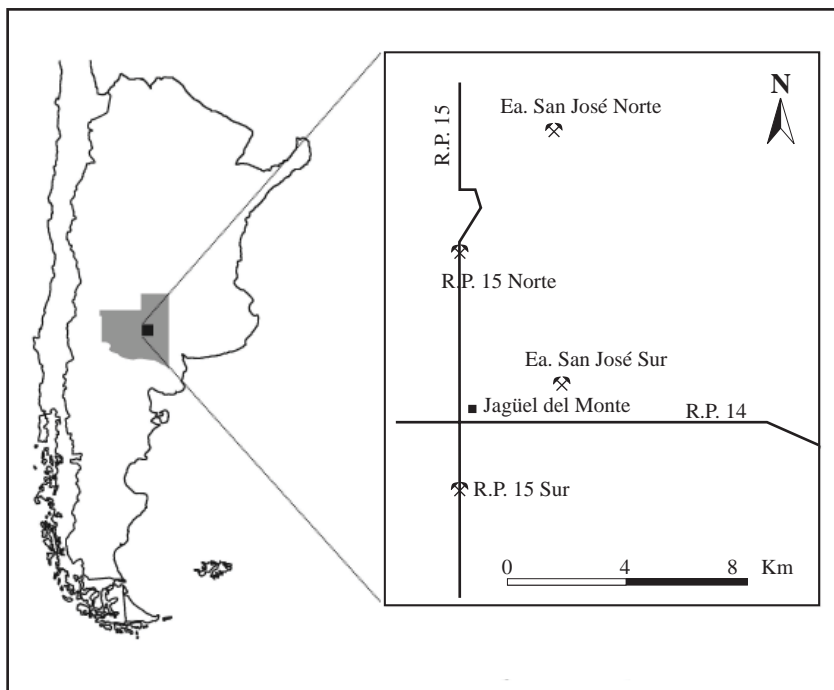 Ea. San José Norte
N
R.P. 15
R.P. 15 Norte
Ea. San José Sur
Jagüel del Monte
R.P. 14
R.P. 15 Sur
0 4 8 Km